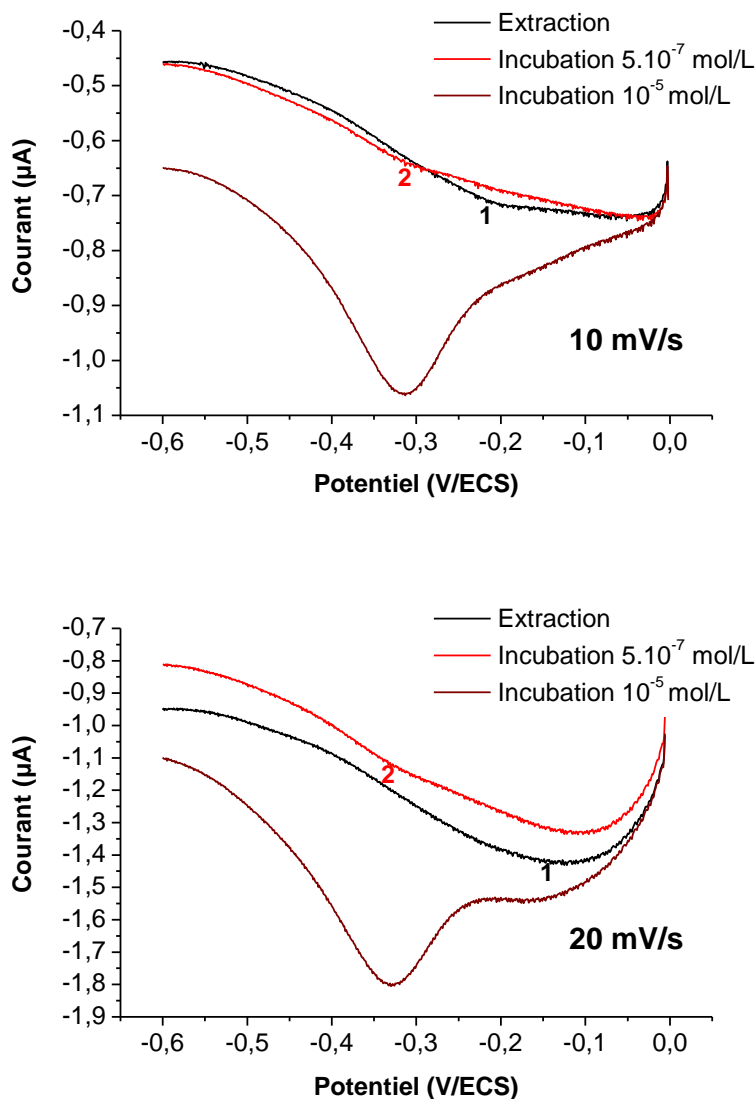 -0,4
-0,5
-0,6
-0,7
-0,8
-0,9
-1,0
-1,1
Courant (µA)
Extraction
Incubation 5.10⁻⁷ mol/L
Incubation 10⁻⁵ mol/L
2
1
10 mV/s
-0,6 -0,5 -0,4 -0,3 -0,2 -0,1 0,0
Potentiel (V/ECS)
-0,7
-0,8
-0,9
-1,0
-1,1
-1,2
-1,3
-1,4
-1,5
-1,6
-1,7
-1,8
-1,9
Courant (µA)
Extraction
Incubation 5.10⁻⁷ mol/L
Incubation 10⁻⁵ mol/L
2
1
20 mV/s
-0,6 -0,5 -0,4 -0,3 -0,2 -0,1 0,0
Potentiel (V/ECS)